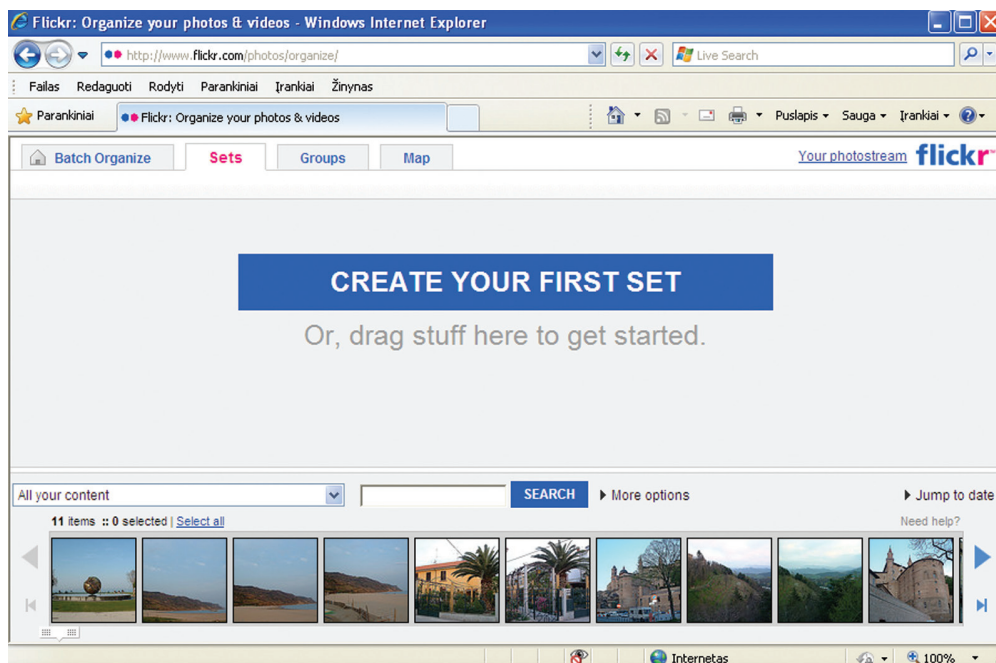 Flickr: Organize your photos & videos - Windows Internet Explorer
http://www.flickr.com/photos/organize/
Live Search
Failas Redaguoti Rodyti Parankiniai Įrankiai Žinynas
Parankiniai Flickr: Organize your photos & videos Puslapis Sauga Įrankiai
Batch Organize Sets Groups Map Your photostream flickr
CREATE YOUR FIRST SET
Or, drag stuff here to get started.
All your content SEARCH More options Jump to date
11 items :: 0 selected | Select all Need help?
Internetas 100%